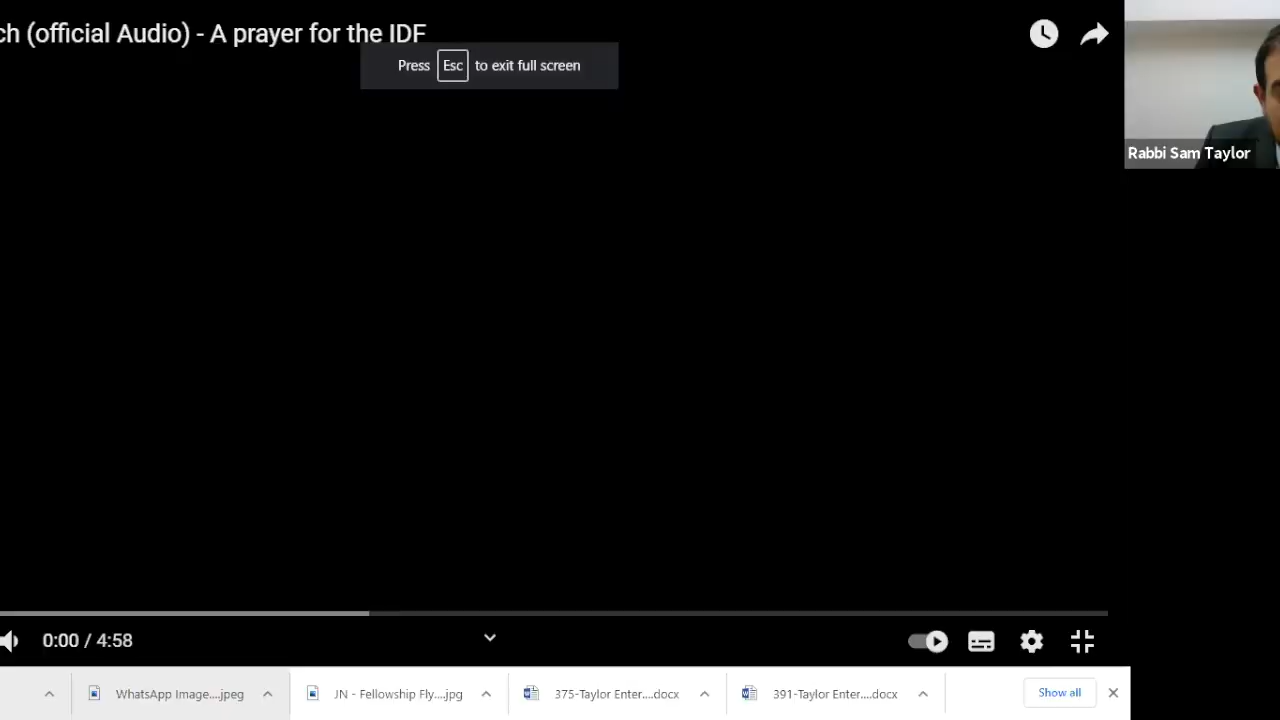 ch (official Audio) - A prayer for the IDF
Press Esc to exit full screen
Rabbi Sam Taylor
0:00 / 4:58
WhatsApp Image....jpeg
JN - Fellowship Fly....jpg
375-Taylor Enter....docx
391-Taylor Enter....docx
Show all